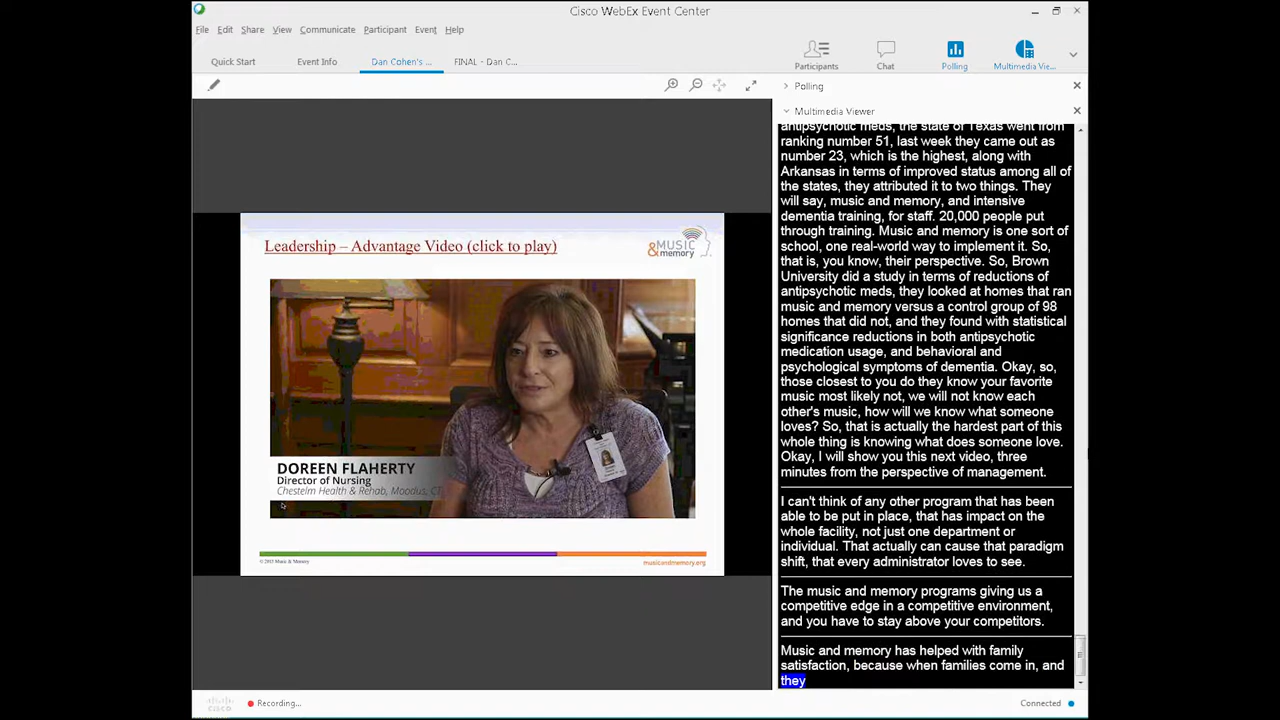 Cisco WebEx Event Center
File Edit Share View Communicate Participant Event Help
Quick Start Event Info Dan Cohen's ... FINAL - Dan C...
Participants Chat Polling Multimedia Vie...
Polling
Multimedia Viewer
Leadership – Advantage Video (click to play)
MUSIC
&memory
DOREEN FLAHERTY
Director of Nursing
Chestelm Health & Rehab, Moodus, CT
© 2015 Music & Memory
musicandmemory.org
antipsychotic meds, the state of Texas went from
ranking number 51, last week they came out as
number 23, which is the highest, along with
Arkansas in terms of improved status among all of
the states, they attributed it to two things. They
will say, music and memory, and intensive
dementia training, for staff. 20,000 people put
through training. Music and memory is one sort of
school, one real-world way to implement it. So,
that is, you know, their perspective. So, Brown
University did a study in terms of reductions of
antipsychotic meds, they looked at homes that ran
music and memory versus a control group of 98
homes that did not, and they found with statistical
significance reductions in both antipsychotic
medication usage, and behavioral and
psychological symptoms of dementia. Okay, so,
those closest to you do they know your favorite
music most likely not, we will not know each
other's music, how will we know what someone
loves? So, that is actually the hardest part of this
whole thing is knowing what does someone love.
Okay, I will show you this next video, three
minutes from the perspective of management.
I can't think of any other program that has been
able to be put in place, that has impact on the
whole facility, not just one department or
individual. That actually can cause that paradigm
shift, that every administrator loves to see.
The music and memory programs giving us a
competitive edge in a competitive environment,
and you have to stay above your competitors.
Music and memory has helped with family
satisfaction, because when families come in, and
they
cisco
Recording...
Connected